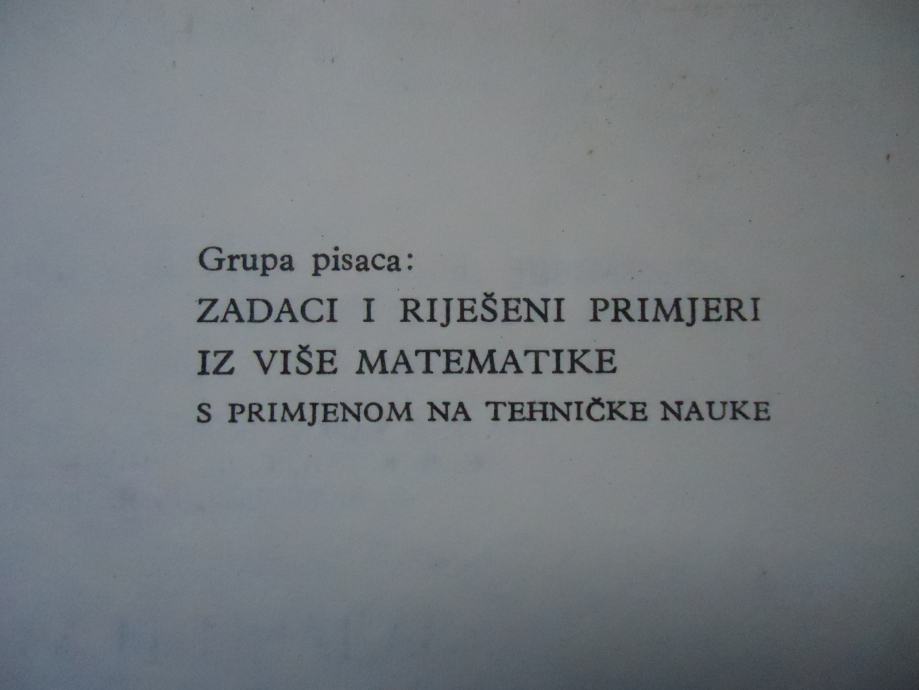 Grupa pisaca:
ZADACI I RIJEŠENI PRIMJERI
IZ VIŠE MATEMATIKE
S PRIMJENOM NA TEHNIČKE NAUKE